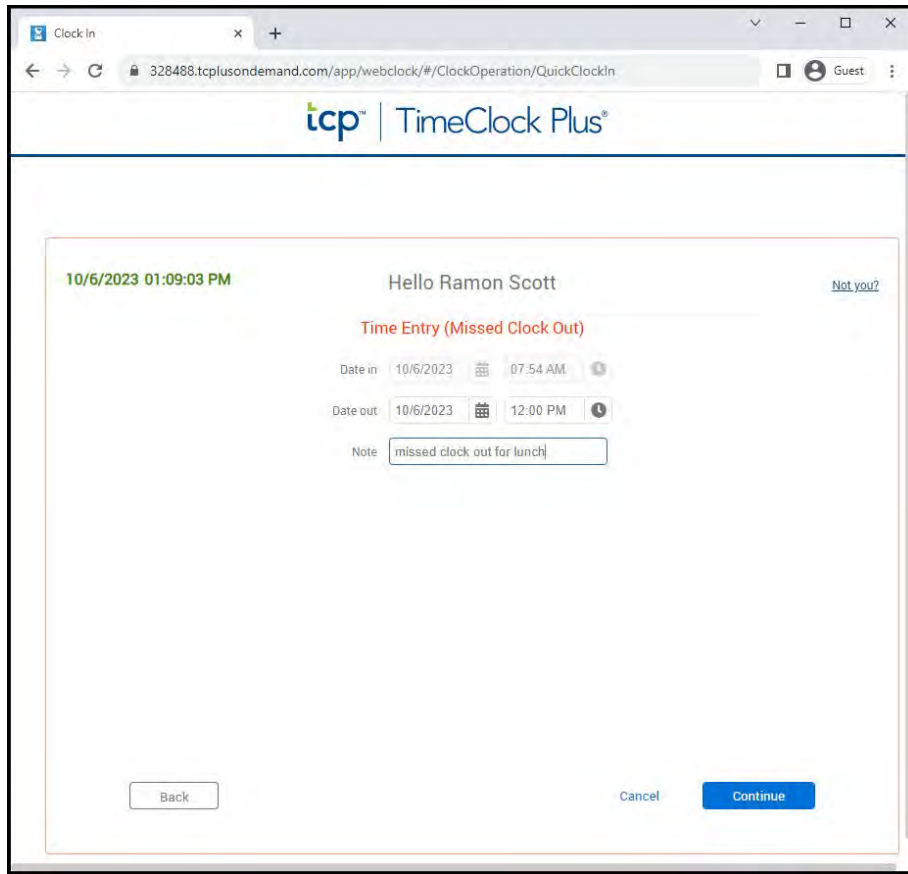 Clock In
328488.tcplusondemand.com/app/webclock/#/ClockOperation/QuickClockIn
Guest
tcp™ | TimeClock Plus®
10/6/2023 01:09:03 PM
Hello Ramon Scott
Not you?
Time Entry (Missed Clock Out)
Date in 10/6/2023 07:54 AM
Date out 10/6/2023 12:00 PM
Note missed clock out for lunch
Back
Cancel
Continue